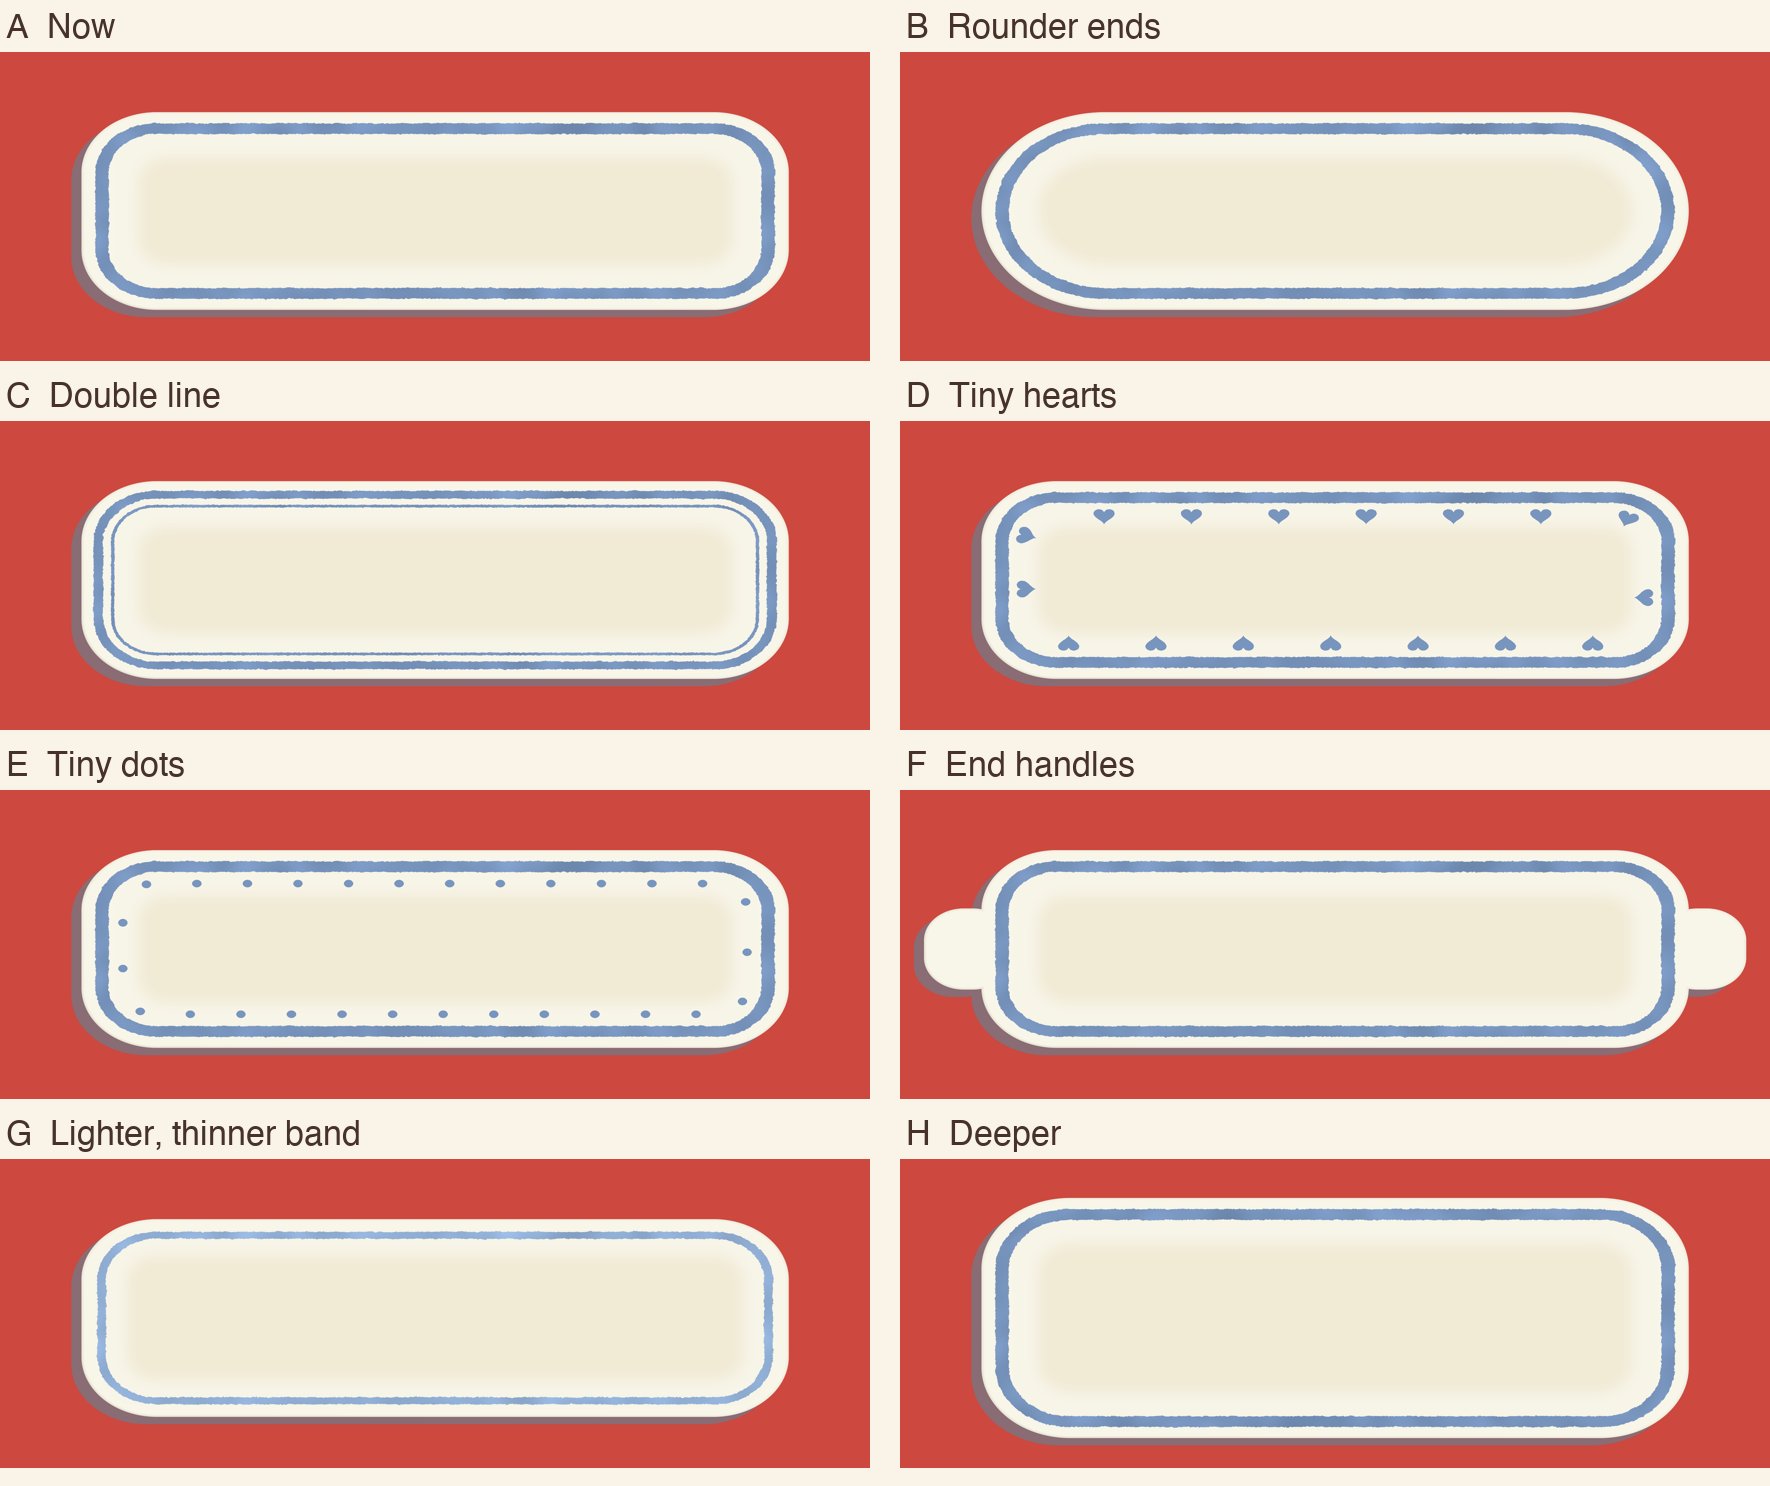 A Now
B Rounder ends
C Double line
D Tiny hearts
E Tiny dots
F End handles
G Lighter, thinner band
H Deeper